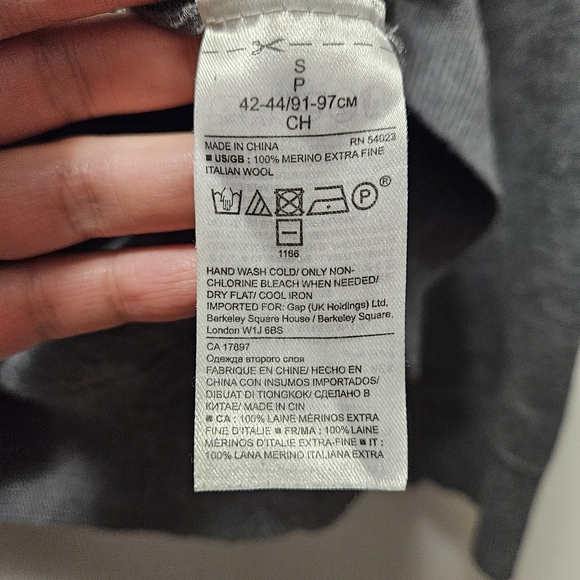 S
P
42-44/91-97CM
CH
MADE IN CHINA RN 54023
■ US/GB : 100% MERINO EXTRA FINE
ITALIAN WOOL
P ®
1166
HAND WASH COLD/ ONLY NON-
CHLORINE BLEACH WHEN NEEDED/
DRY FLAT/ COOL IRON
IMPORTED FOR: Gap (UK Holdings) Ltd,
Berkeley Square House / Berkeley Square,
London W1J 6BS
CA 17897
Одежда второго слоя
FABRIQUÉ EN CHINE/ HECHO EN
CHINA CON INSUMOS IMPORTADOS/
DIBUAT DI TIONGKOK/ СДЕЛАНО В
КИТАЕ/ MADE IN CIN
■ CA : 100% LAINE MÉRINOS EXTRA
FINE D'ITALIE ■ FR/MA : 100% LAINE
MÉRINOS D'ITALIE EXTRA-FINE ■ IT :
100% LANA MERINO ITALIANA EXTRA